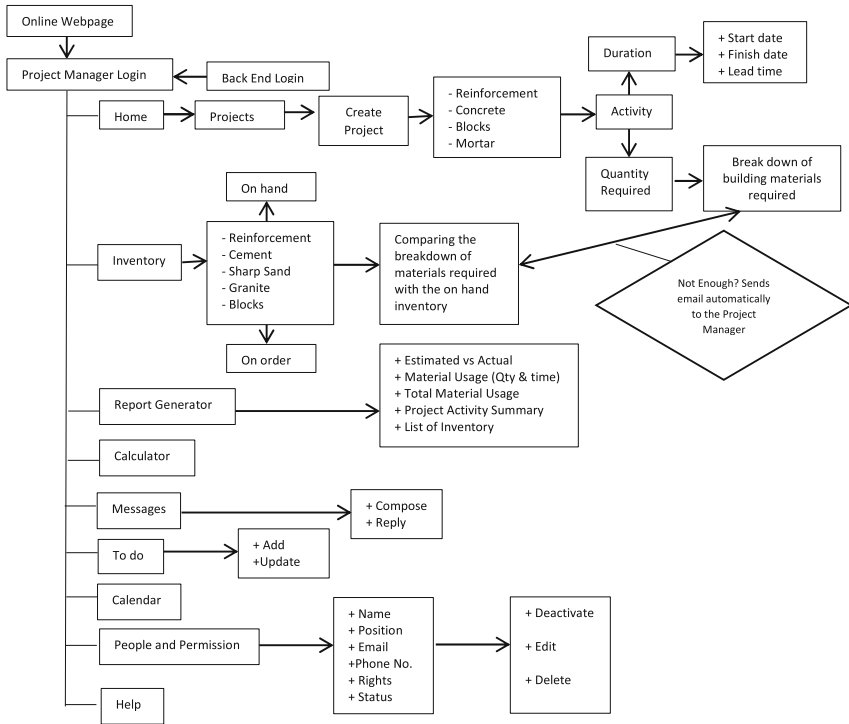 Online Webpage
Project Manager Login
Back End Login
Home
Projects
Create
Project
- Reinforcement
- Concrete
- Blocks
- Mortar
Activity
Duration
+ Start date
+ Finish date
+ Lead time
Quantity
Required
Break down of
building materials
required
Inventory
On hand
- Reinforcement
- Cement
- Sharp Sand
- Granite
- Blocks
On order
Comparing the
breakdown of
materials required
with the on hand
inventory
Not Enough? Sends
email automatically
to the Project
Manager
Report Generator
+ Estimated vs Actual
+ Material Usage (Qty & time)
+ Total Material Usage
+ Project Activity Summary
+ List of Inventory
Calculator
Messages
+ Compose
+ Reply
To do
+ Add
+Update
Calendar
People and Permission
+ Name
+ Position
+ Email
+Phone No.
+ Rights
+ Status
+ Deactivate
+ Edit
+ Delete
Help